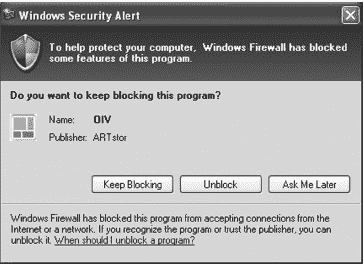 Windows Security Alert
To help protect your computer, Windows Firewall has blocked
some features of this program.
Do you want to keep blocking this program?
Name: OIV
Publisher: ARTstor
Keep Blocking Unblock Ask Me Later
Windows Firewall has blocked this program from accepting connections from the
Internet or a network. If you recognize the program or trust the publisher, you can
unblock it. When should I unblock a program?